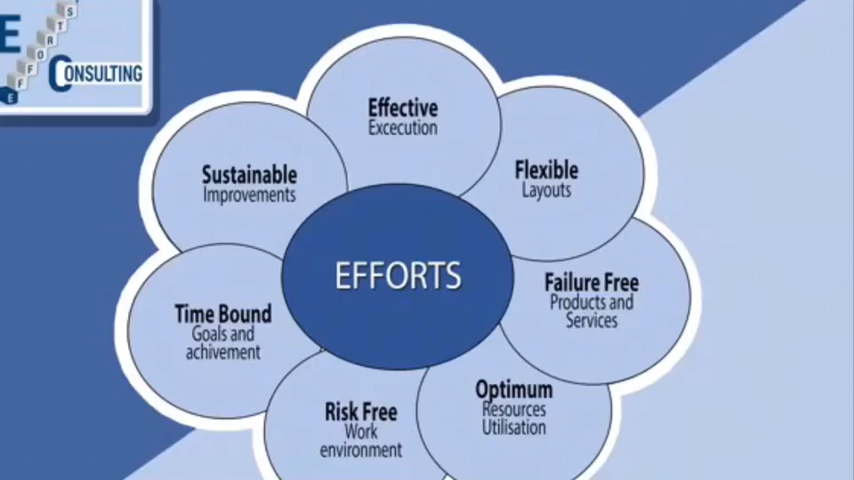 EFFORTS
CONSULTING
Effective
Excecution
Flexible
Layouts
Failure Free
Products and
Services
Optimum
Resources
Utilisation
Risk Free
Work
environment
Time Bound
Goals and
achivement
Sustainable
Improvements
EFFORTS